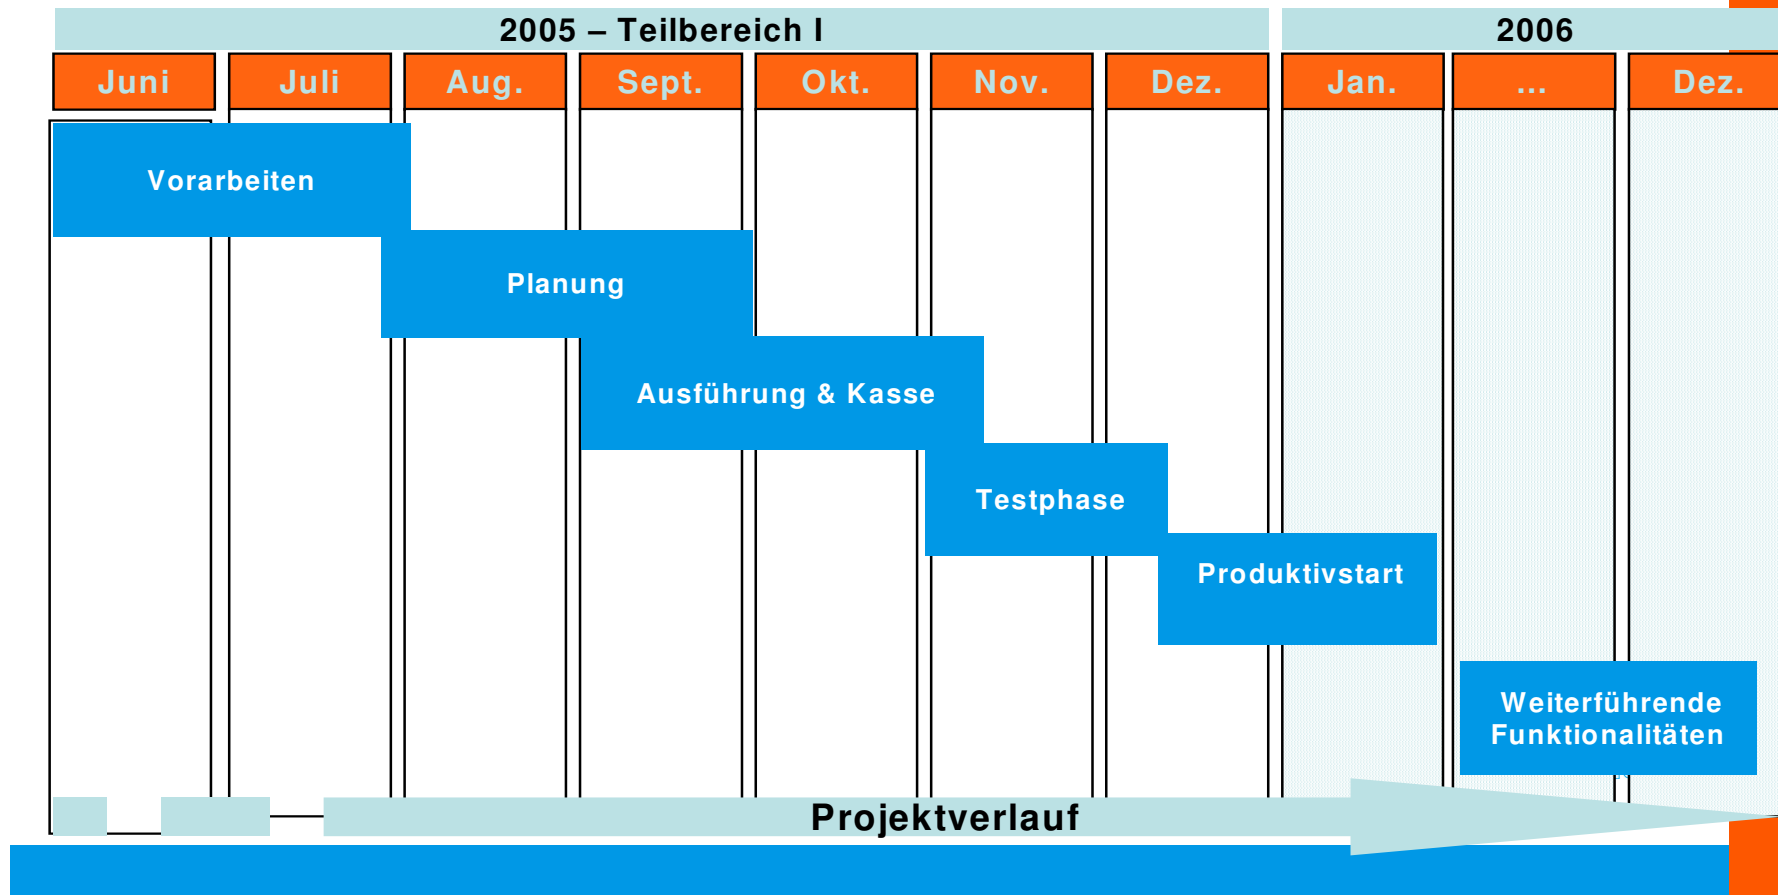 2005 – Teilbereich I
2006
Juni
Juli
Aug.
Sept.
Okt.
Nov.
Dez.
Jan.
...
Dez.
Vorarbeiten
Planung
Ausführung & Kasse
Testphase
Produktivstart
Weiterführende
Funktionalitäten
Projektverlauf